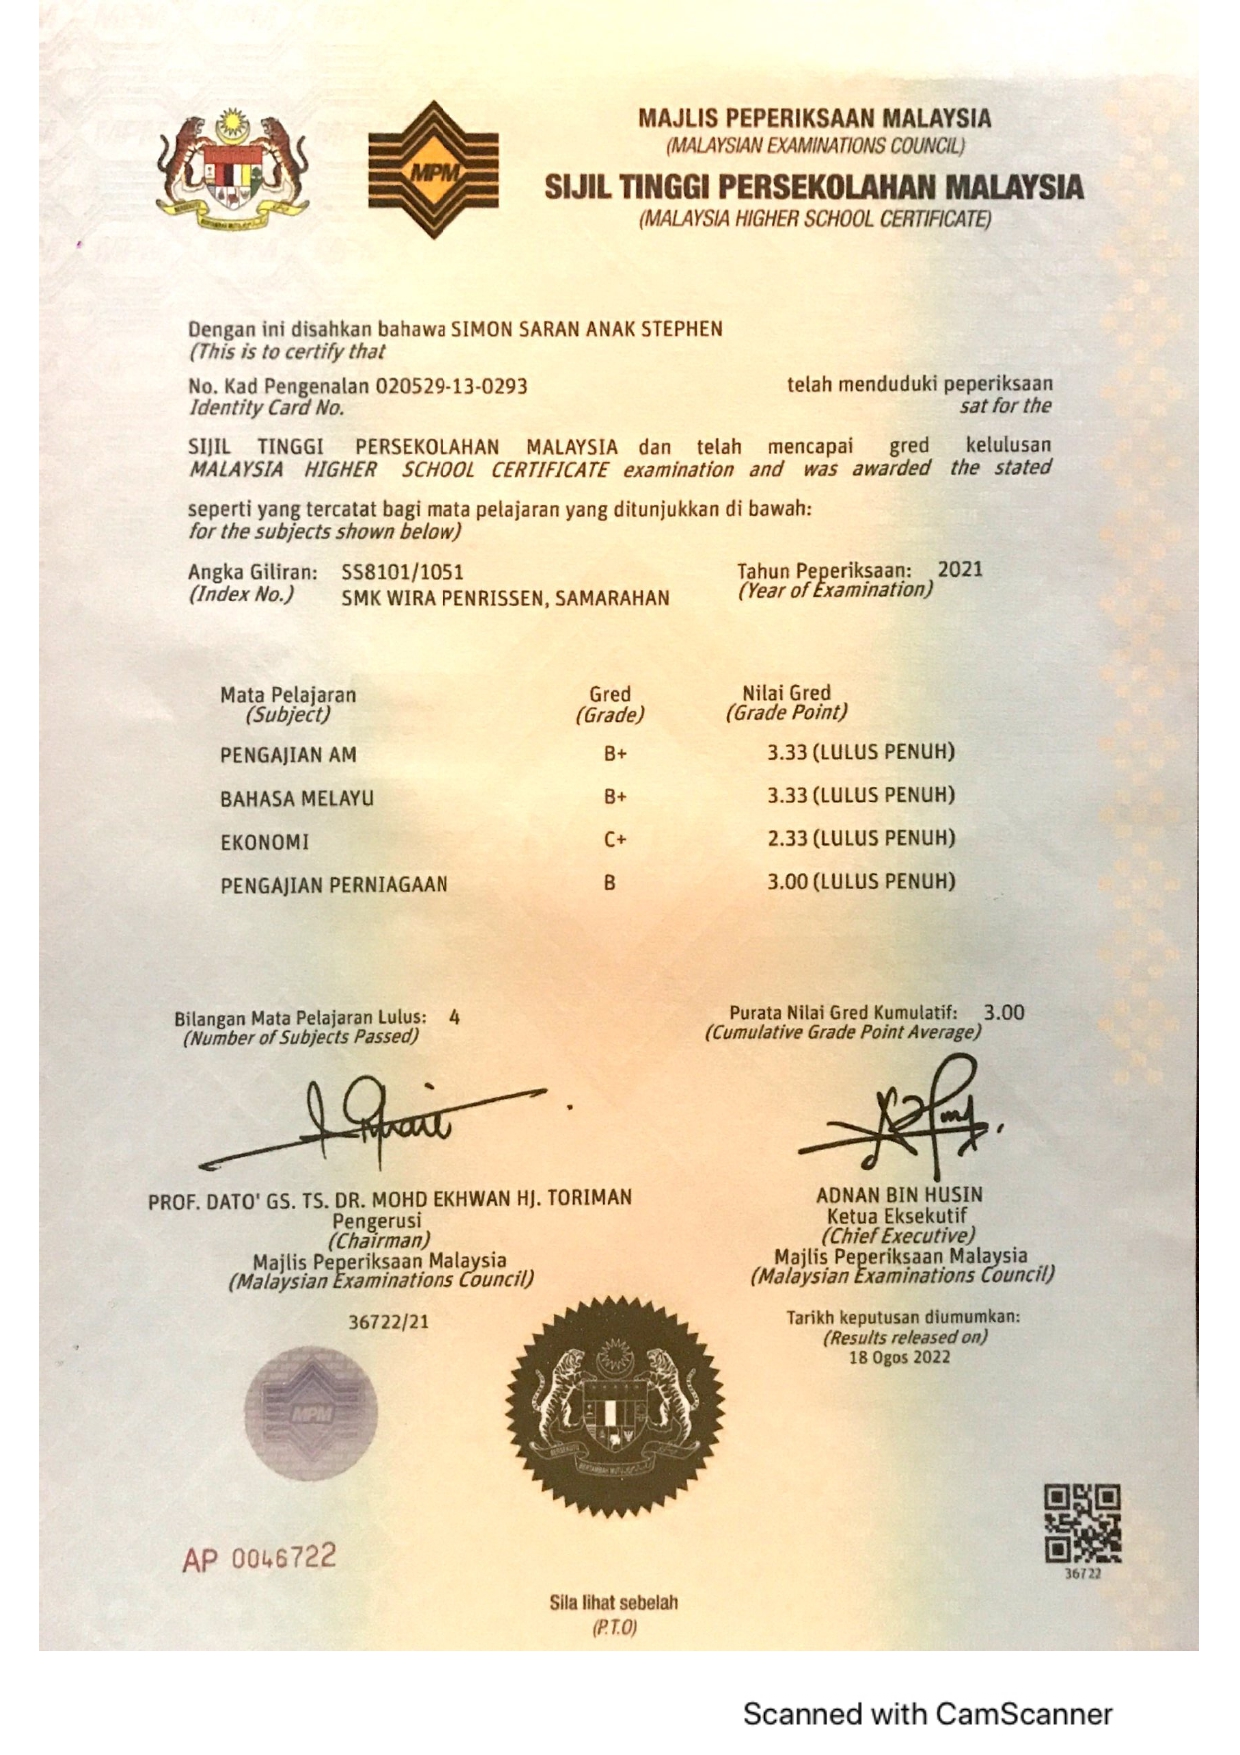 MAJLIS PEPERIKSAAN MALAYSIA
(MALAYSIAN EXAMINATIONS COUNCIL)
SIJIL TINGGI PERSEKOLAHAN MALAYSIA
(MALAYSIA HIGHER SCHOOL CERTIFICATE)
MPM
Dengan ini disahkan bahawa SIMON SARAN ANAK STEPHEN
(This is to certify that
No. Kad Pengenalan 020529-13-0293 telah menduduki peperiksaan
Identity Card No. sat for the
SIJIL TINGGI PERSEKOLAHAN MALAYSIA dan telah mencapai gred kelulusan
MALAYSIA HIGHER SCHOOL CERTIFICATE examination and was awarded the stated
seperti yang tercatat bagi mata pelajaran yang ditunjukkan di bawah:
for the subjects shown below)
Angka Giliran: SS8101/1051 Tahun Peperiksaan: 2021
(Index No.) SMK WIRA PENRISSEN, SAMARAHAN (Year of Examination)
Mata Pelajaran Gred Nilai Gred
(Subject) (Grade) (Grade Point)
PENGAJIAN AM B+ 3.33 (LULUS PENUH)
BAHASA MELAYU B+ 3.33 (LULUS PENUH)
EKONOMI C+ 2.33 (LULUS PENUH)
PENGAJIAN PERNIAGAAN B 3.00 (LULUS PENUH)
Bilangan Mata Pelajaran Lulus: 4 Purata Nilai Gred Kumulatif: 3.00
(Number of Subjects Passed) (Cumulative Grade Point Average)
PROF. DATO' GS. TS. DR. MOHD EKHWAN HJ. TORIMAN ADNAN BIN HUSIN
Pengerusi Ketua Eksekutif
(Chairman) (Chief Executive)
Majlis Peperiksaan Malaysia Majlis Peperiksaan Malaysia
(Malaysian Examinations Council) (Malaysian Examinations Council)
36722/21 Tarikh keputusan diumumkan:
(Results released on)
18 Ogos 2022
MPM
AP 0046722
36722
Sila lihat sebelah
(P.T.O)
Scanned with CamScanner